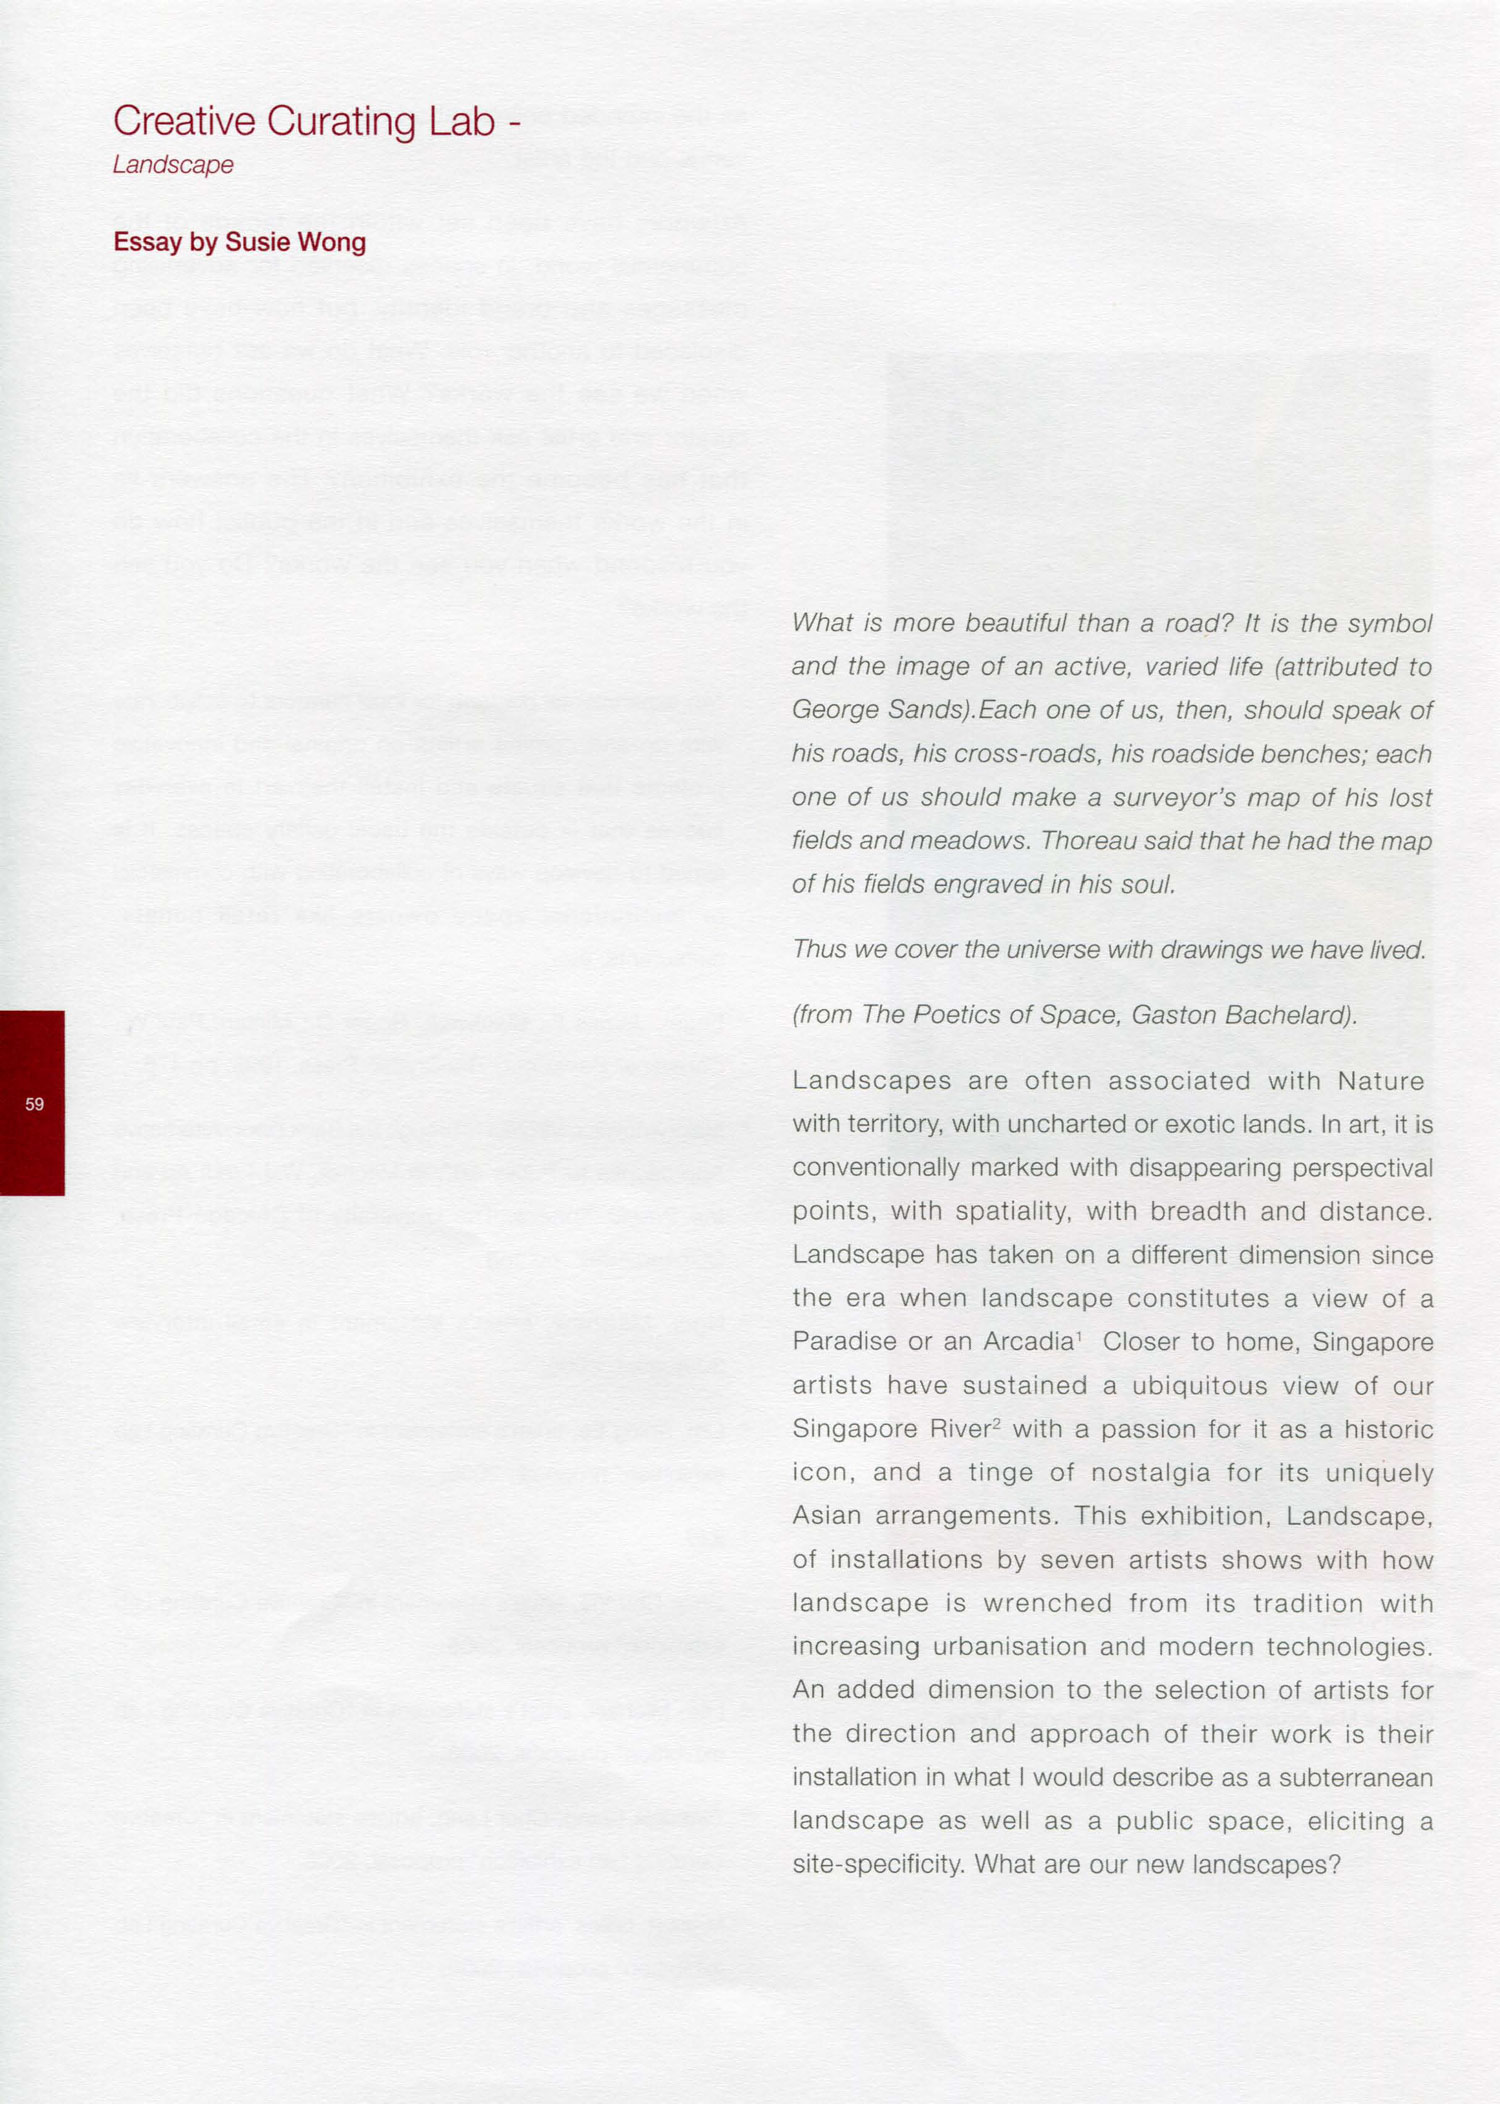 Creative Curating Lab -
Landscape
Essay by Susie Wong
What is more beautiful than a road? It is the symbol
and the image of an active, varied life (attributed to
George Sands).Each one of us, then, should speak of
his roads, his cross-roads, his roadside benches; each
one of us should make a surveyor's map of his lost
fields and meadows. Thoreau said that he had the map
of his fields engraved in his soul.
Thus we cover the universe with drawings we have lived.
(from The Poetics of Space, Gaston Bachelard).
Landscapes are often associated with Nature
with territory, with uncharted or exotic lands. In art, it is
conventionally marked with disappearing perspectival
points, with spatiality, with breadth and distance.
Landscape has taken on a different dimension since
the era when landscape constitutes a view of a
Paradise or an Arcadia¹ Closer to home, Singapore
artists have sustained a ubiquitous view of our
Singapore River² with a passion for it as a historic
icon, and a tinge of nostalgia for its uniquely
Asian arrangements. This exhibition, Landscape,
of installations by seven artists shows with how
landscape is wrenched from its tradition with
increasing urbanisation and modern technologies.
An added dimension to the selection of artists for
the direction and approach of their work is their
installation in what I would describe as a subterranean
landscape as well as a public space, eliciting a
site-specificity. What are our new landscapes?
59